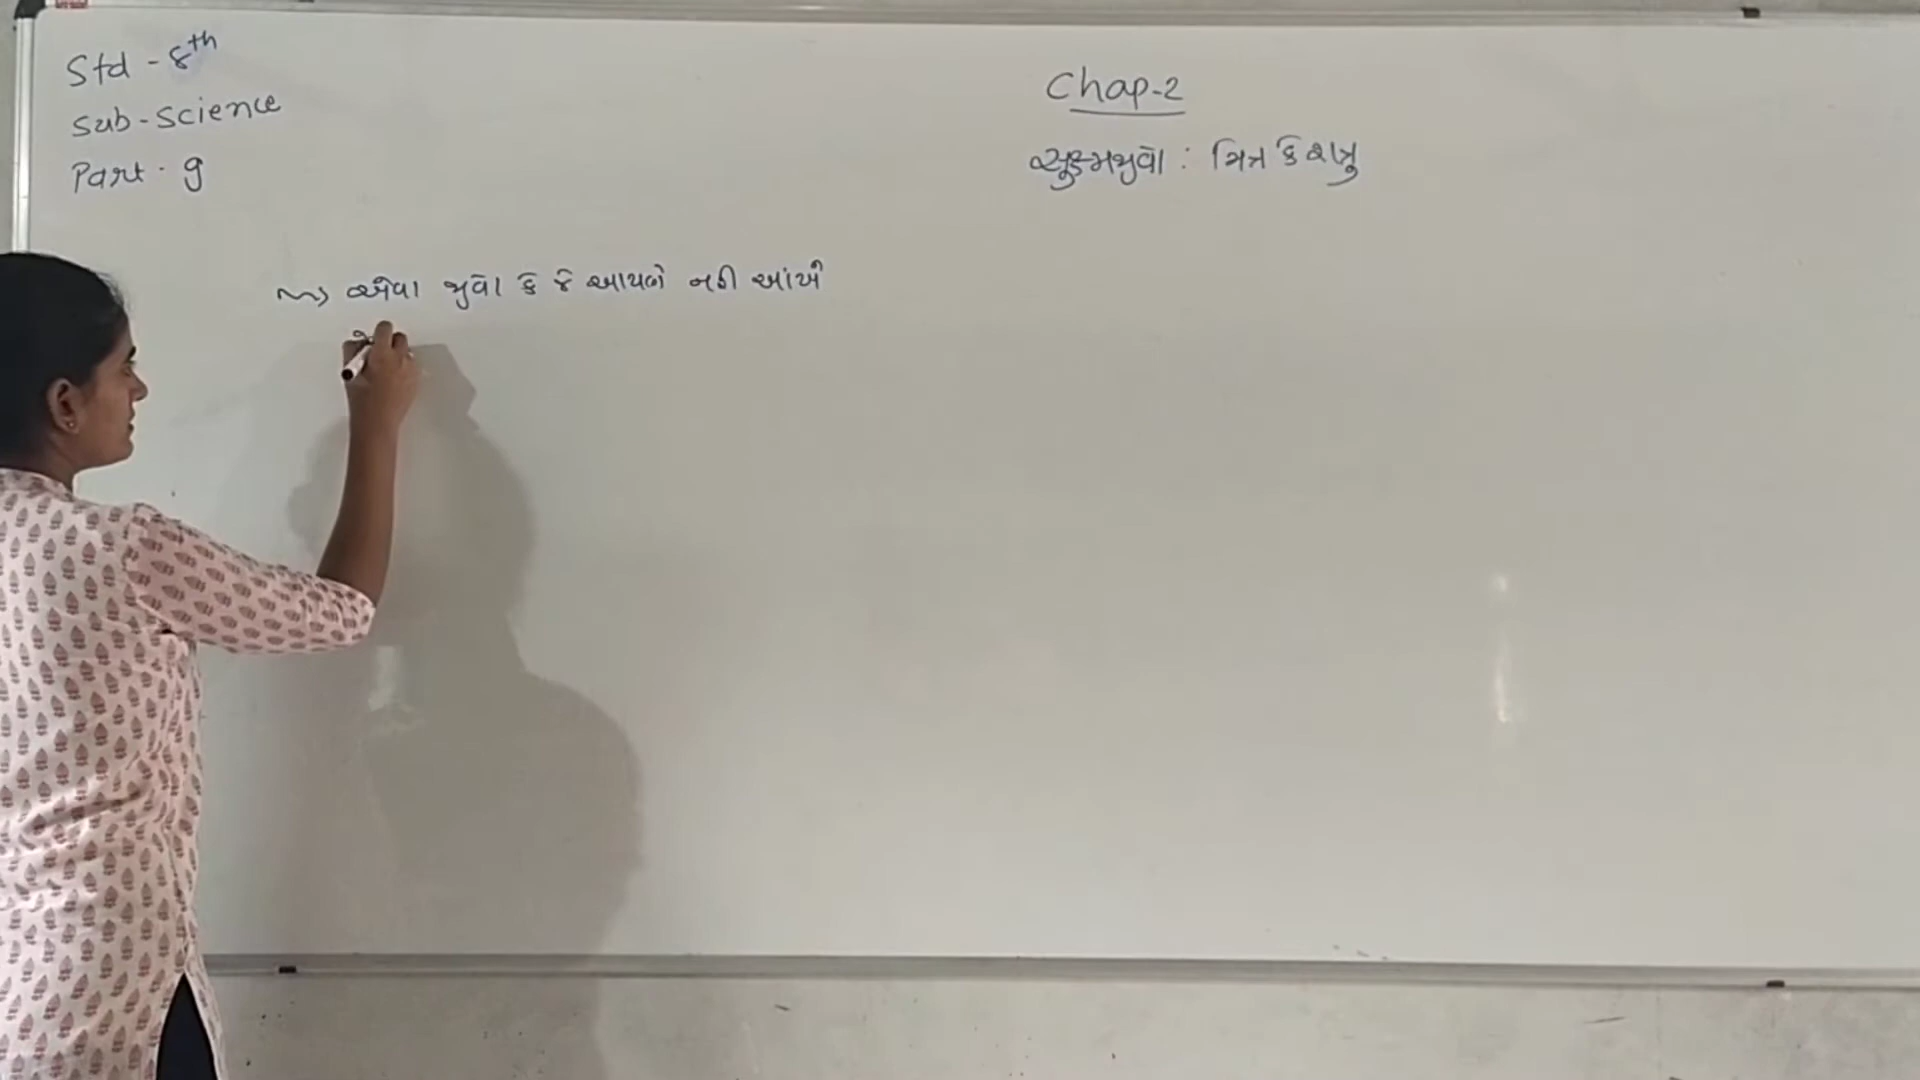 Std - 8th
Sub - Science
Part - 9
Chap-2
સૂક્ષ્મજીવો : મિત્ર કે શત્રુ
~~> એવા જીવો કે જે આપણે નરી આંખે